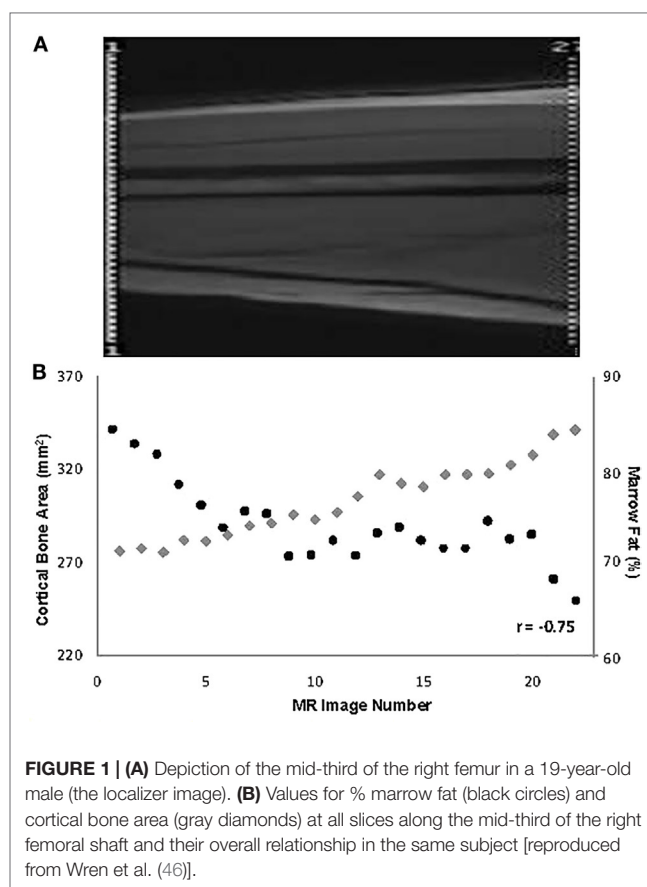 A
1
2
1
B
370
90
320
80
270
70
220
60
Cortical Bone Area (mm²)
Marrow Fat (%)
r = -0.75
0
5
10
15
20
MR Image Number
FIGURE 1 | (A) Depiction of the mid-third of the right femur in a 19-year-old
male (the localizer image). (B) Values for % marrow fat (black circles) and
cortical bone area (gray diamonds) at all slices along the mid-third of the right
femoral shaft and their overall relationship in the same subject [reproduced
from Wren et al. (46)].